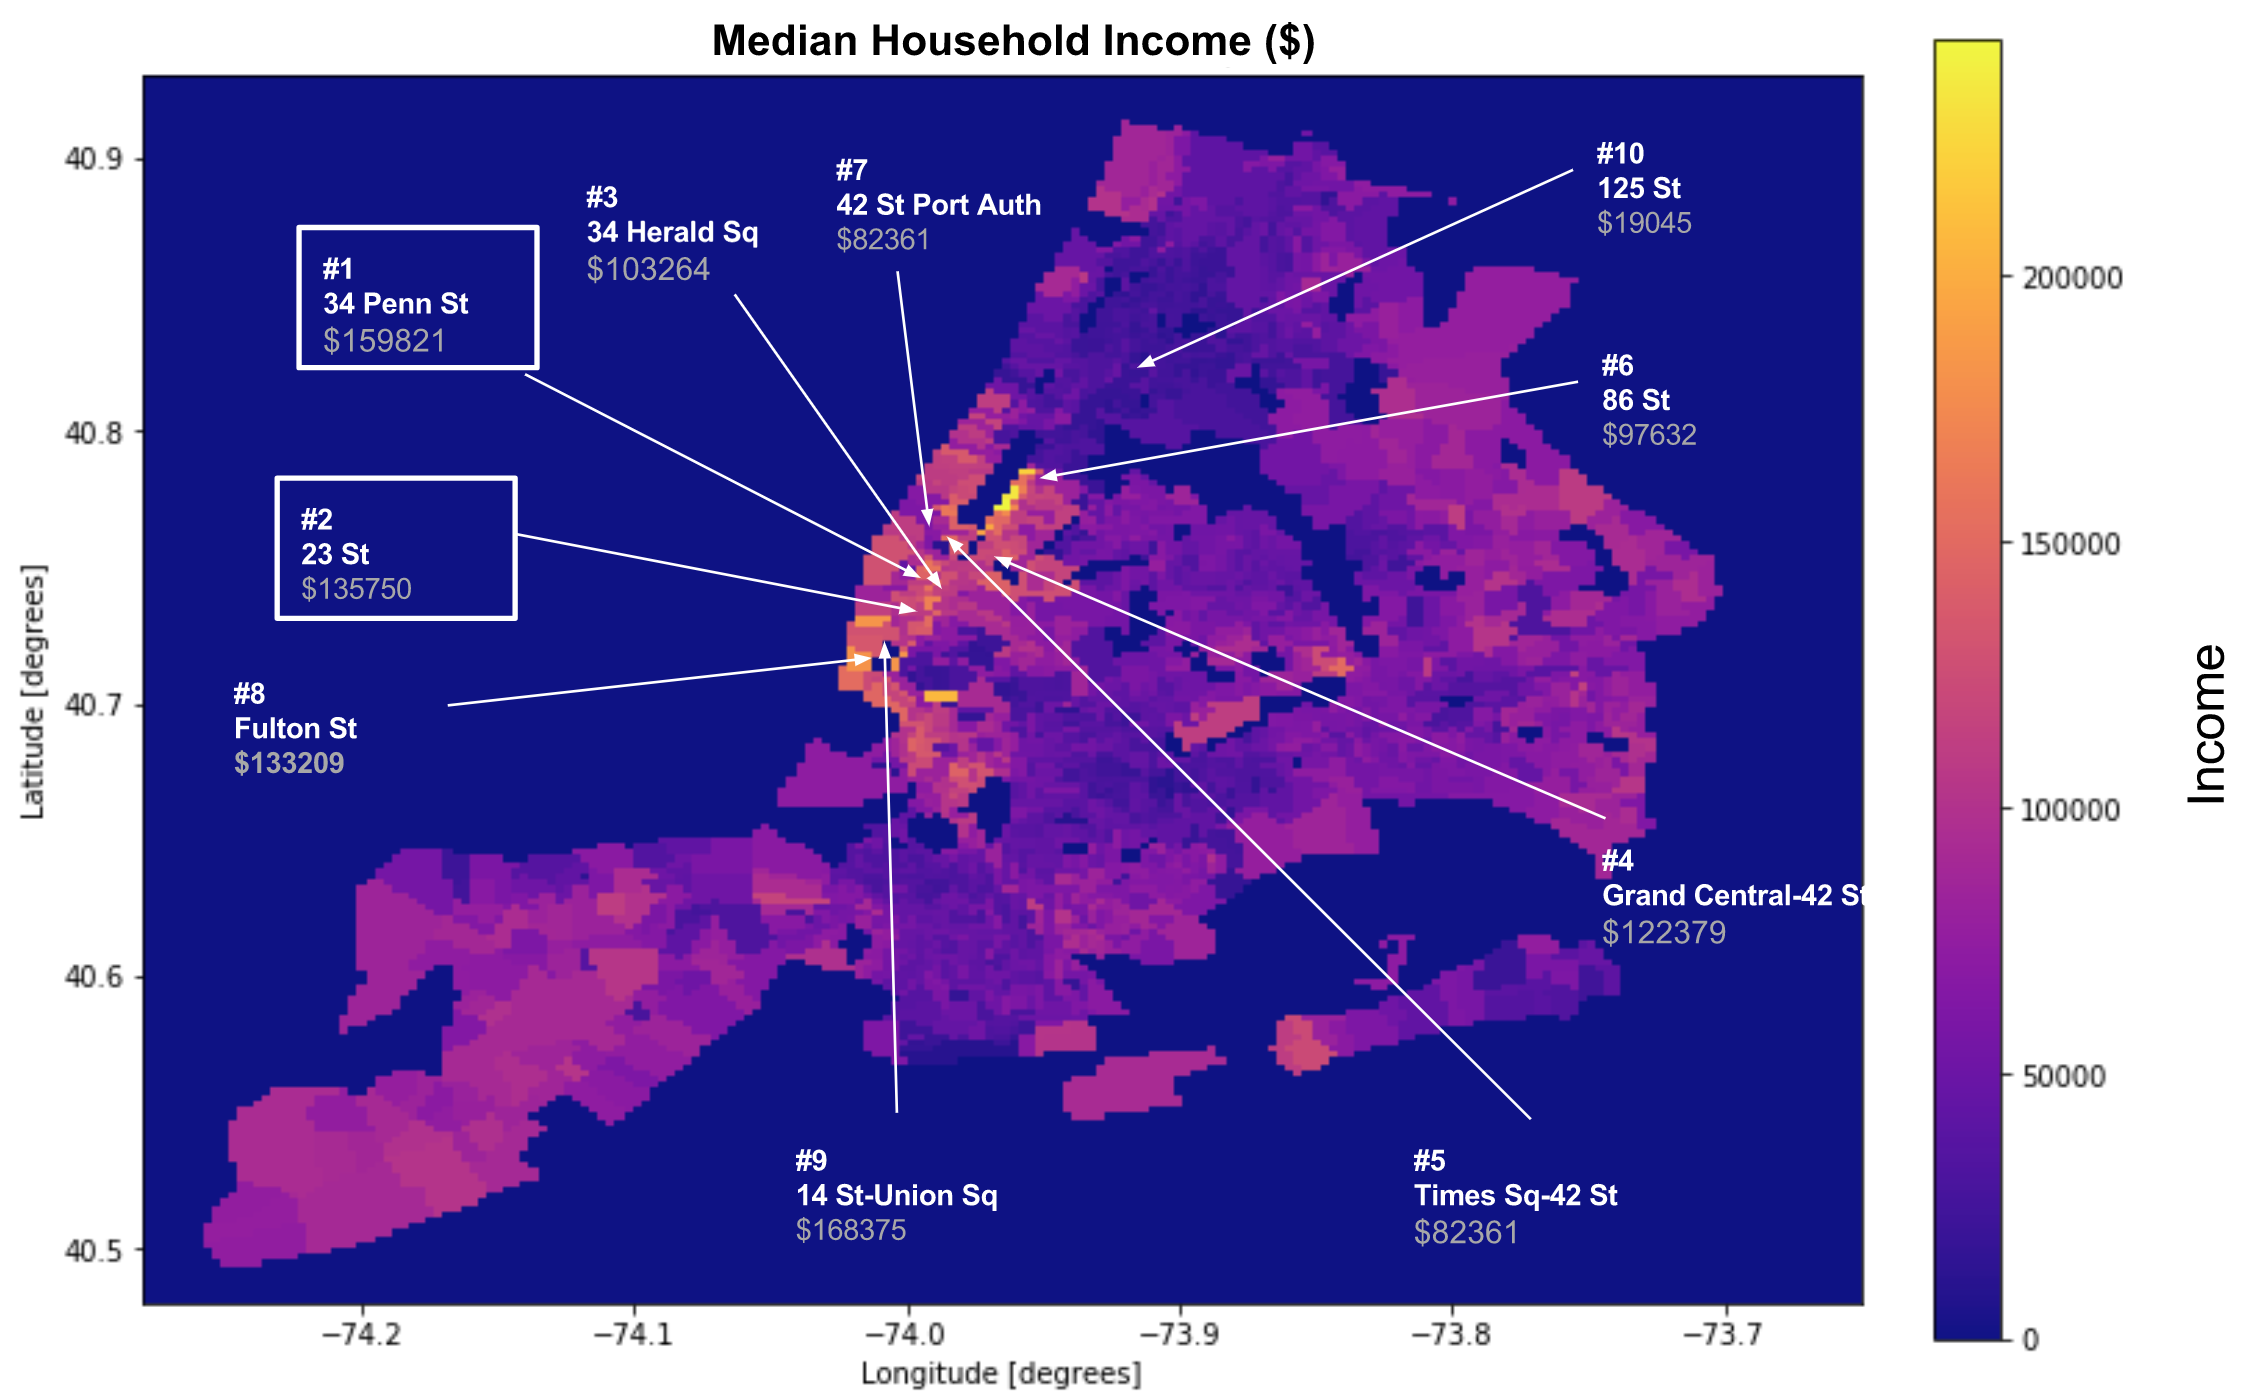 Median Household Income ($)
#1
34 Penn St
$159821
#2
23 St
$135750
#3
34 Herald Sq
$103264
#7
42 St Port Auth
$82361
#10
125 St
$19045
#6
86 St
$97632
#8
Fulton St
$133209
#4
Grand Central-42 St
$122379
#9
14 St-Union Sq
$168375
#5
Times Sq-42 St
$82361
40.9
40.8
40.7
40.6
40.5
Latitude [degrees]
−74.2
−74.1
−74.0
−73.9
−73.8
−73.7
Longitude [degrees]
200000
150000
100000
50000
0
Income